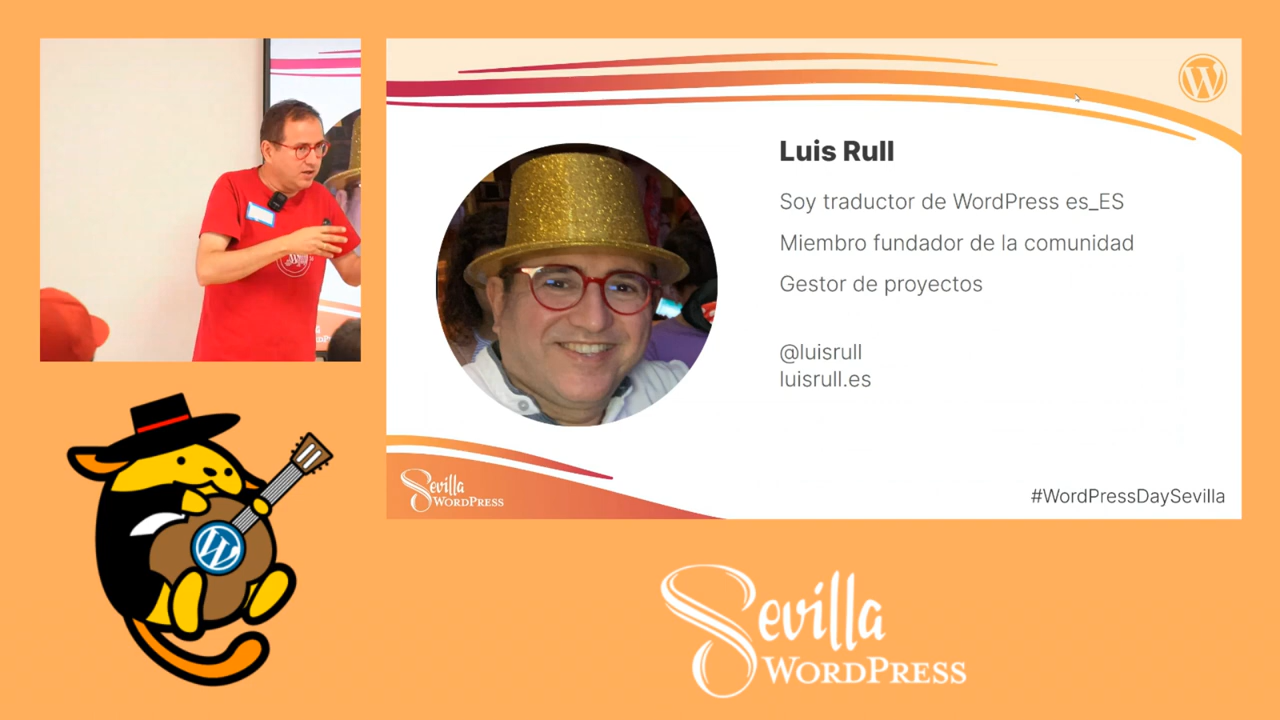 Luis Rull
Soy traductor de WordPress es_ES
Miembro fundador de la comunidad
Gestor de proyectos
@luisrull
luisrull.es
Sevilla
WORDPRESS
#WordPressDaySevilla
Sevilla
WORDPRESS